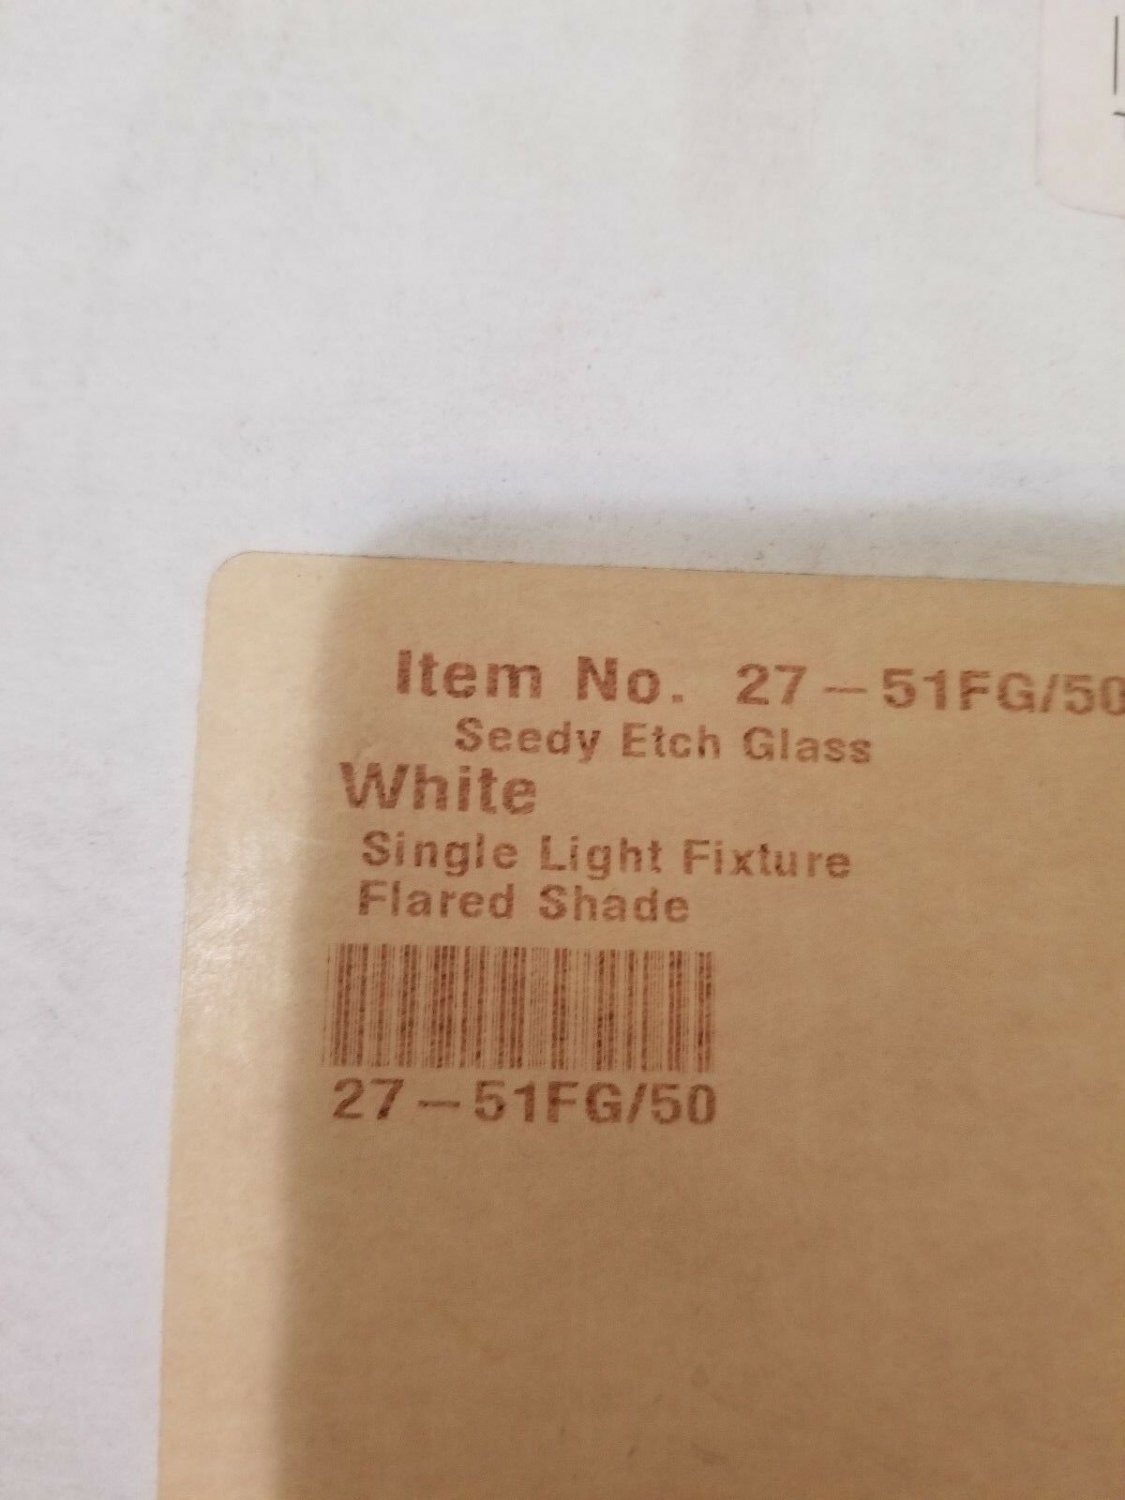 Item No. 27-51FG/50
Seedy Etch Glass
White
Single Light Fixture
Flared Shade
27-51FG/50